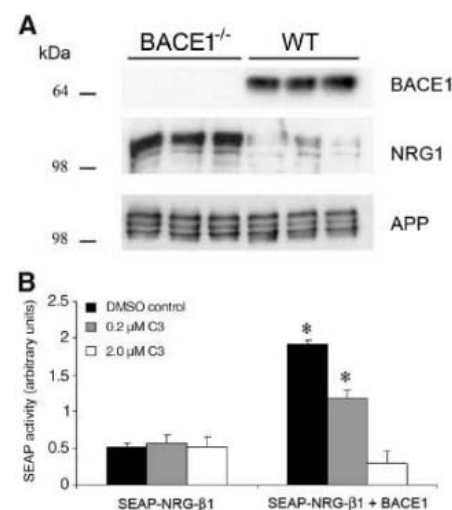 A
kDa
BACE1-/- WT
64 BACE1
NRG1
98
APP
98
B
SEAP activity (arbitrary units)
2.5
2
1.5
1
0.5
0
DMSO control
0.2 µM C3
2.0 µM C3
* *
SEAP-NRG-β1 SEAP-NRG-β1 + BACE1